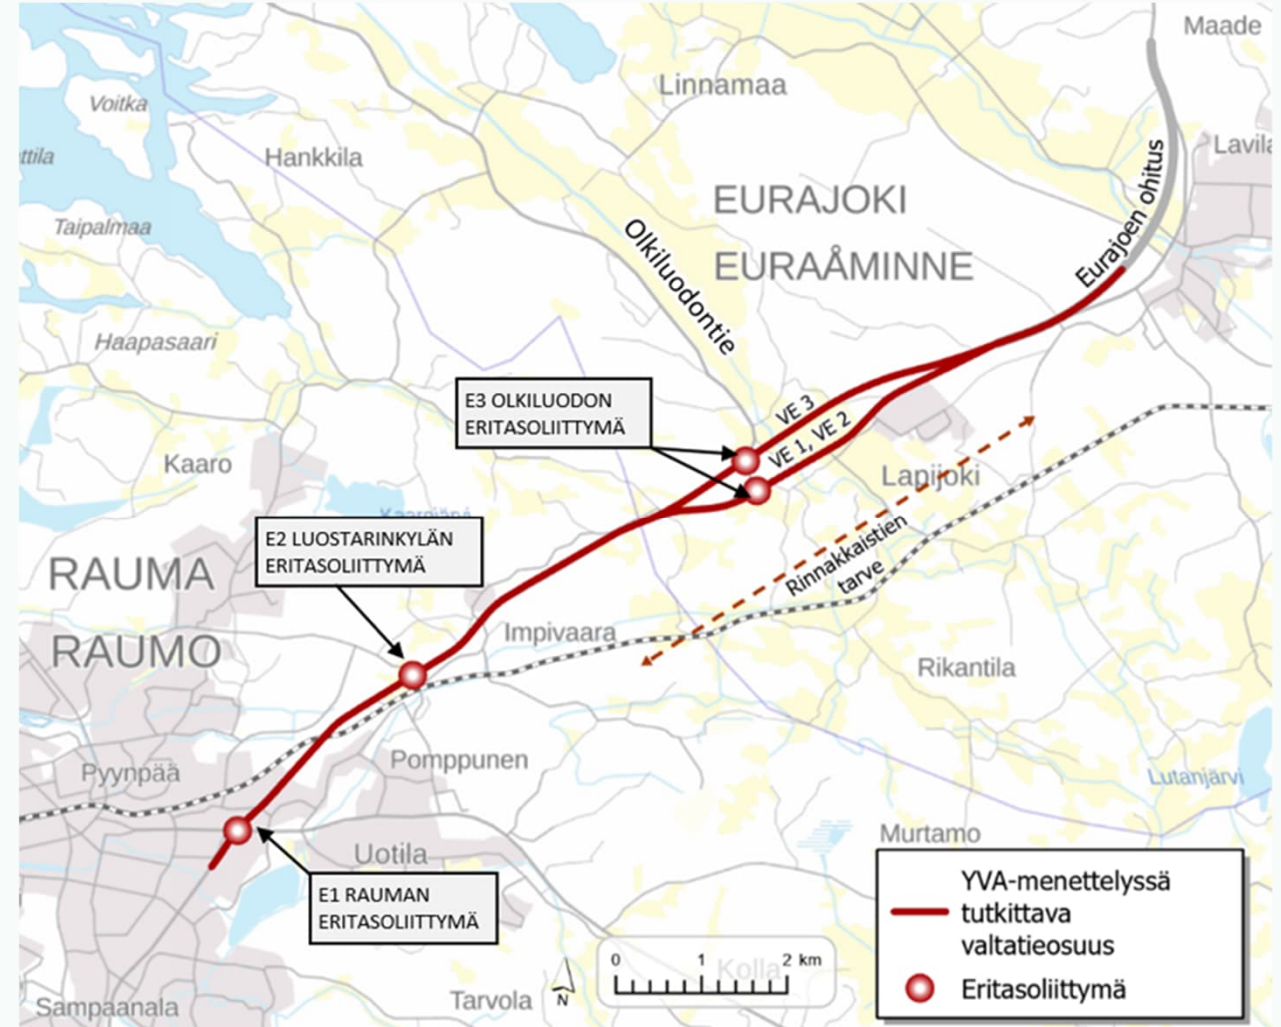 Maade
Linnamaa
Voitka
ttila
Hankkila
Lavila
EURAJOKI
EURAÅMINNE
Taipalmaa
Olkiluodontie
Eurajoen ohitus
Haapasaari
E3 OLKILUODON
ERITASOLIITTYMÄ
VE 3
VE 1, VE 2
Kaaro
Lapijoki
Kaarojärvi
E2 LUOSTARINKYLÄN
ERITASOLIITTYMÄ
Rinnakkaistien
tarve
RAUMA
RAUMO
Impivaara
Rikantila
Pomppunen
Pyynpää
Lutanjärvi
Murtamo
Uotila
E1 RAUMAN
ERITASOLIITTYMÄ
YVA-menettelyssä
tutkittava
valtatieosuus
Eritasoliittymä
0 1 2 km
Kolla
N
Tarvola
Sampaanala